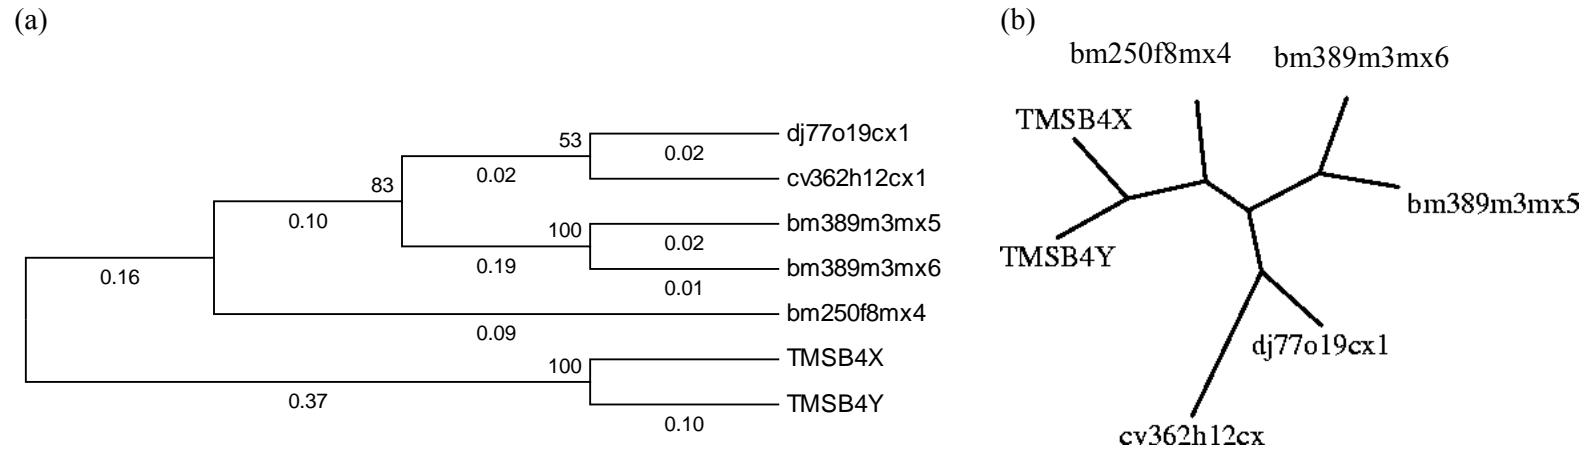 (a)
53
dj77o19cx1
0.02
0.02
cv362h12cx1
83
0.10
100
bm389m3mx5
0.02
0.19
bm389m3mx6
0.01
0.16
bm250f8mx4
0.09
100
TMSB4X
0.37
TMSB4Y
0.10
(b)
bm250f8mx4
bm389m3mx6
TMSB4X
bm389m3mx5
TMSB4Y
dj77o19cx1
cv362h12cx